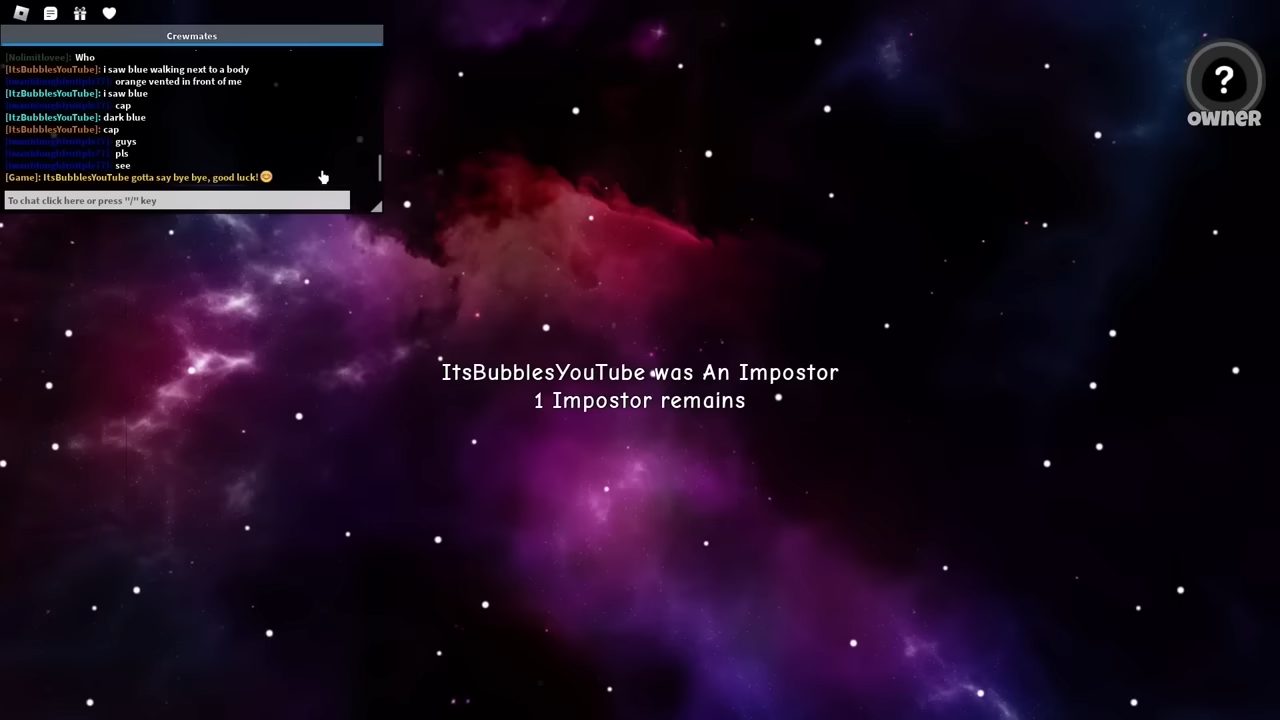 Crewmates
[Nolimitlovee]: Who
[ItsBubblesYouTube]: i saw blue walking next to a body
orange vented in front of me
[ItzBubblesYouTube]: i saw blue
cap
[ItzBubblesYouTube]: dark blue
[ItsBubblesYouTube]: cap
guys
pls
see
[Game]: ItsBubblesYouTube gotta say bye bye, good luck!
To chat click here or press "/" key
?
OWNER
ItsBubblesYouTube was An Impostor
1 Impostor remains